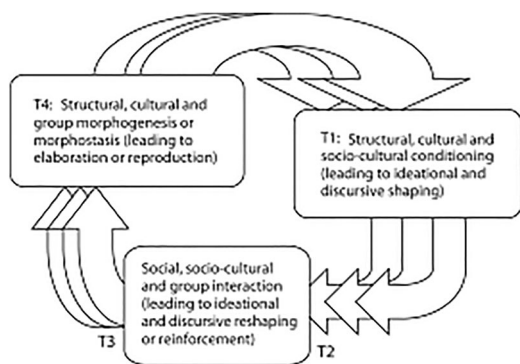 T4: Structural, cultural and
group morphogenesis or
morphostasis (leading to
elaboration or reproduction)
T1: Structural, cultural and
socio-cultural conditioning
(leading to ideational and
discursive shaping)
Social, socio-cultural
and group interaction
(leading to ideational
and discursive reshaping
or reinforcement)
T3
T2